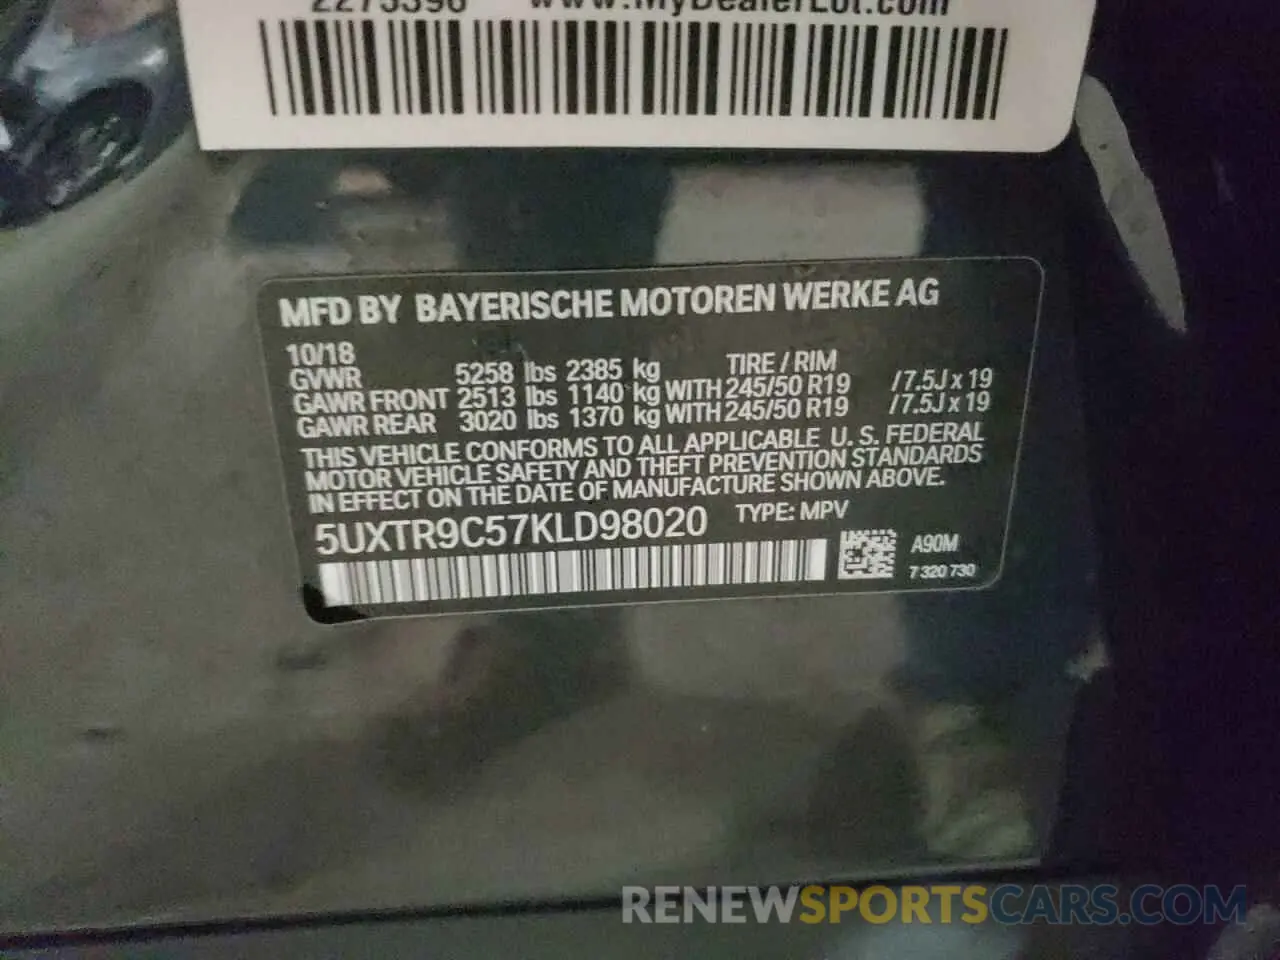 2275396 www.MyDealerLot.com
MFD BY BAYERISCHE MOTOREN WERKE AG
10/18
GVWR 5258 lbs 2385 kg TIRE / RIM
GAWR FRONT 2513 lbs 1140 kg WITH 245/50 R19 /7.5J x 19
GAWR REAR 3020 lbs 1370 kg WITH 245/50 R19 /7.5J x 19
THIS VEHICLE CONFORMS TO ALL APPLICABLE U. S. FEDERAL
MOTOR VEHICLE SAFETY AND THEFT PREVENTION STANDARDS
IN EFFECT ON THE DATE OF MANUFACTURE SHOWN ABOVE.
5UXTR9C57KLD98020 TYPE: MPV
A90M
7 320 730
RENEWSPORTSCARS.COM